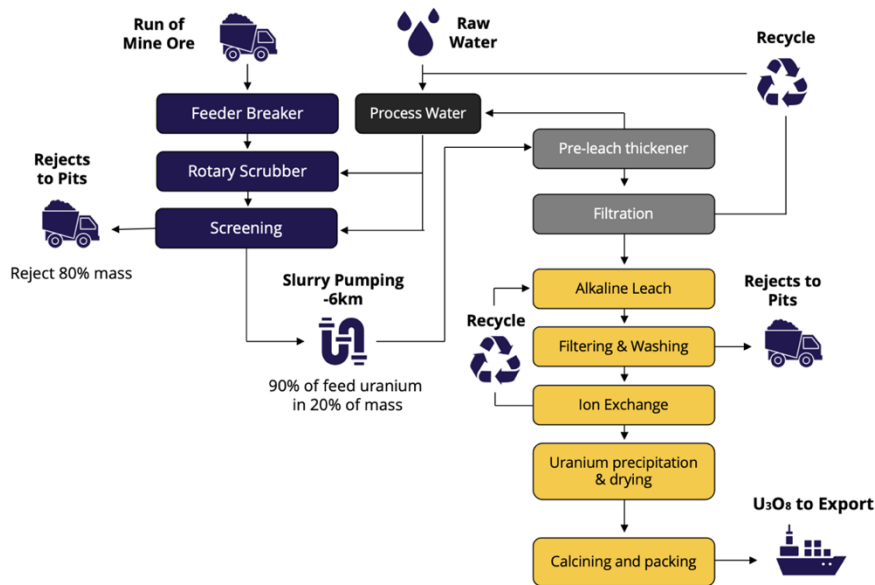 Run of
Mine Ore
Raw
Water
Recycle
Feeder Breaker
Process Water
Pre-leach thickener
Rejects
to Pits
Rotary Scrubber
Filtration
Screening
Reject 80% mass
Slurry Pumping
-6km
Alkaline Leach
Rejects to
Pits
Recycle
Filtering & Washing
90% of feed uranium
in 20% of mass
Ion Exchange
Uranium precipitation
& drying
U₃O₈ to Export
Calcining and packing